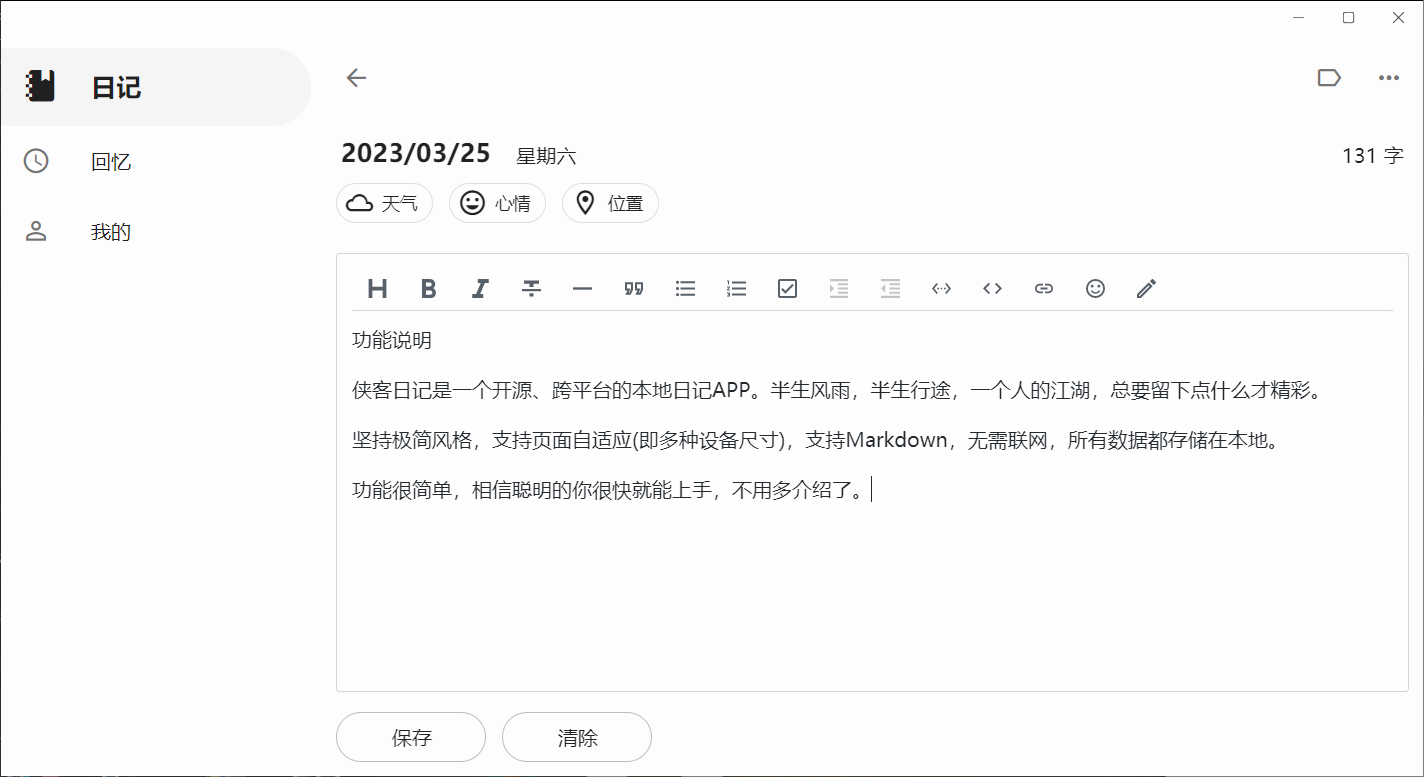 日记
回忆
我的
2023/03/25 星期六
131 字
天气 心情 位置
功能说明
侠客日记是一个开源、跨平台的本地日记APP。半生风雨，半生行途，一个人的江湖，总要留下点什么才精彩。
坚持极简风格，支持页面自适应(即多种设备尺寸)，支持Markdown，无需联网，所有数据都存储在本地。
功能很简单，相信聪明的你很快就能上手，不用多介绍了。
保存 清除